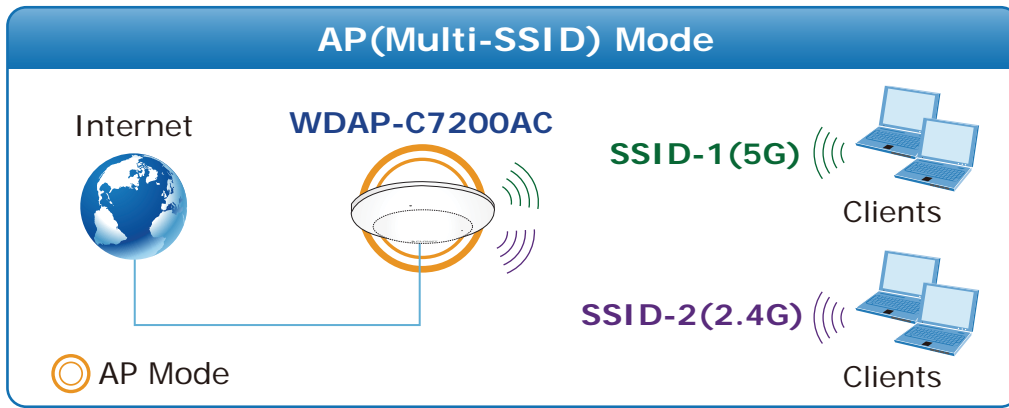 AP(Multi-SSID) Mode
Internet
WDAP-C7200AC
SSID-1(5G)
Clients
SSID-2(2.4G)
Clients
AP Mode